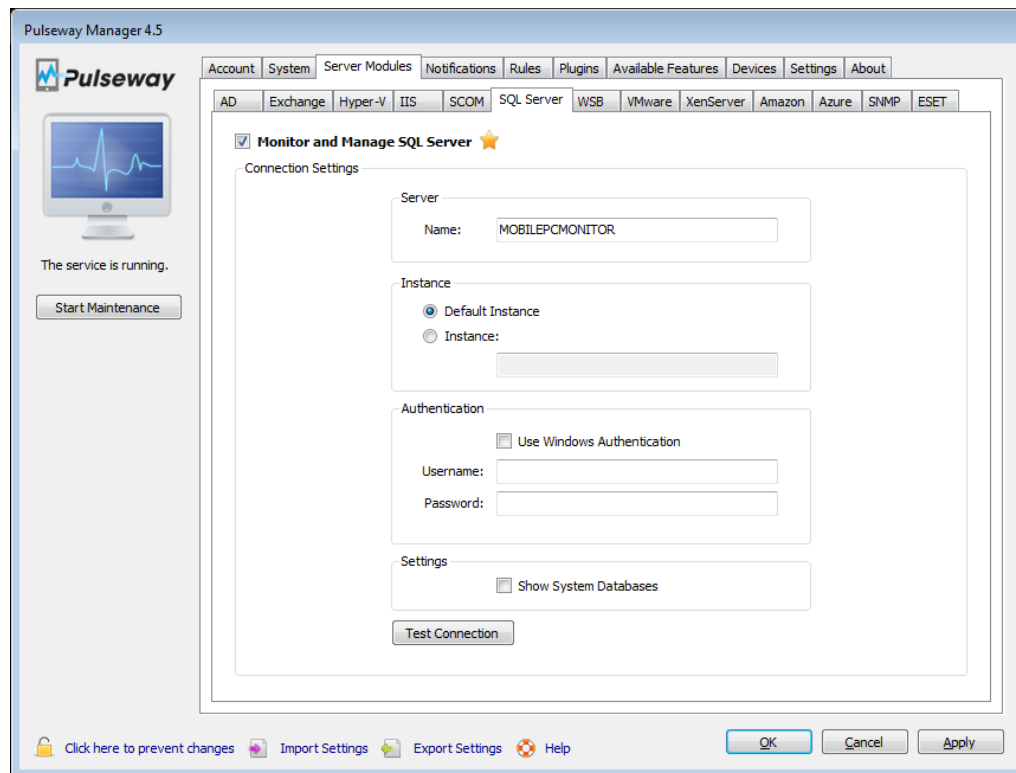 Pulseway Manager 4.5
Pulseway
Account System Server Modules Notifications Rules Plugins Available Features Devices Settings About
AD Exchange Hyper-V IIS SCOM SQL Server WSB VMware XenServer Amazon Azure SNMP ESET
Monitor and Manage SQL Server
Connection Settings
Server
Name: MOBILEPCMONITOR
The service is running.
Start Maintenance
Instance
Default Instance
Instance:
Authentication
Use Windows Authentication
Username:
Password:
Settings
Show System Databases
Test Connection
Click here to prevent changes Import Settings Export Settings Help OK Cancel Apply